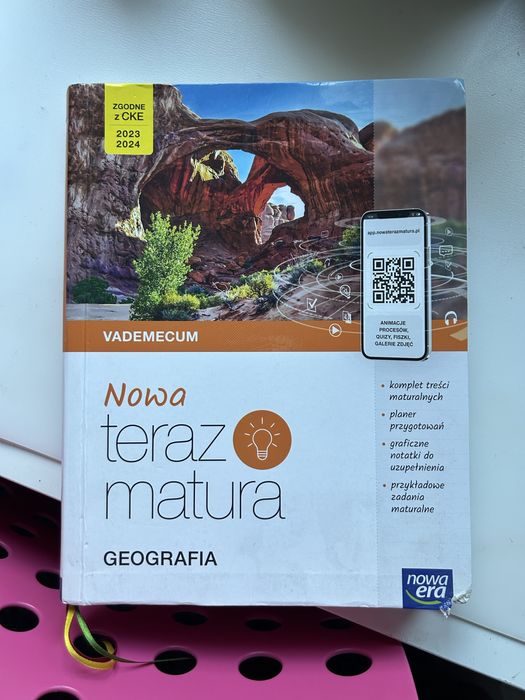 ZGODNE
z CKE
2023
2024
app.nowaterazmatura.pl
ANIMACJE
PROCESÓW,
QUIZY, FISZKI,
GALERIE ZDJĘĆ
VADEMECUM
Nowa
teraz
matura
GEOGRAFIA
• komplet treści
maturalnych
• planer
przygotowań
• graficzne
notatki do
uzupełnienia
• przykładowe
zadania
maturalne
nowa
era